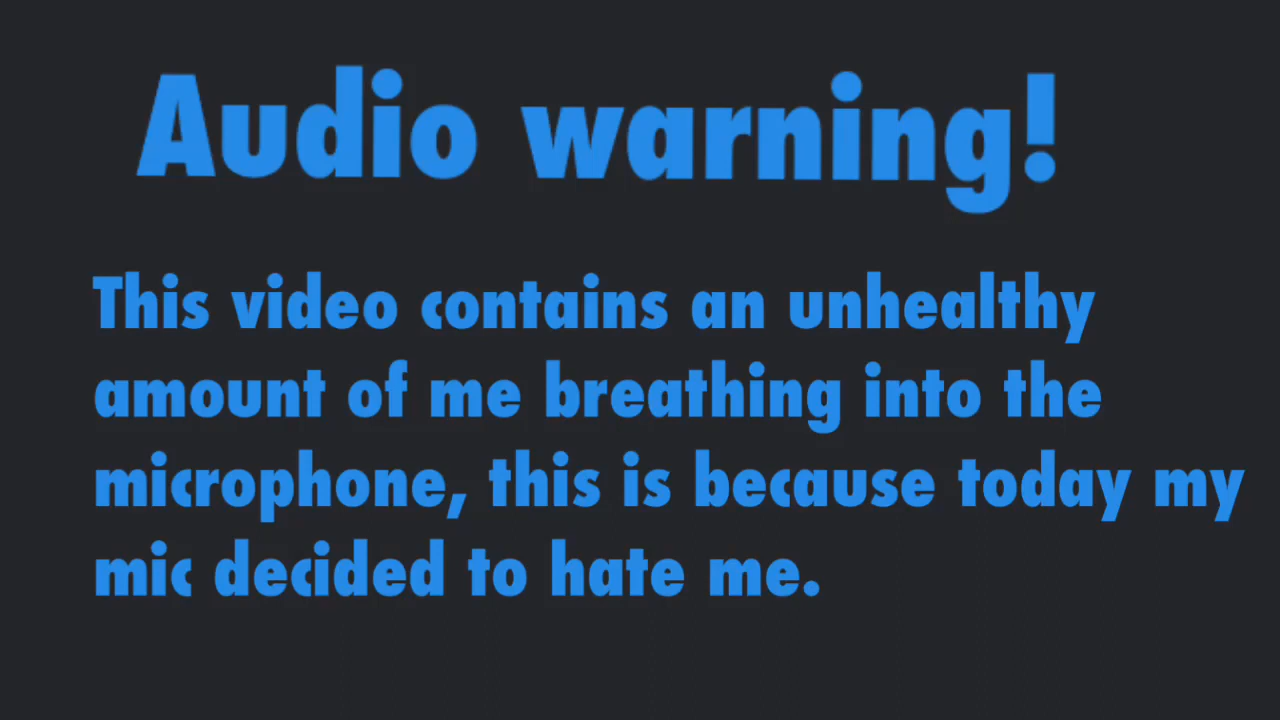 Audio warning!
This video contains an unhealthy
amount of me breathing into the
microphone, this is because today my
mic decided to hate me.